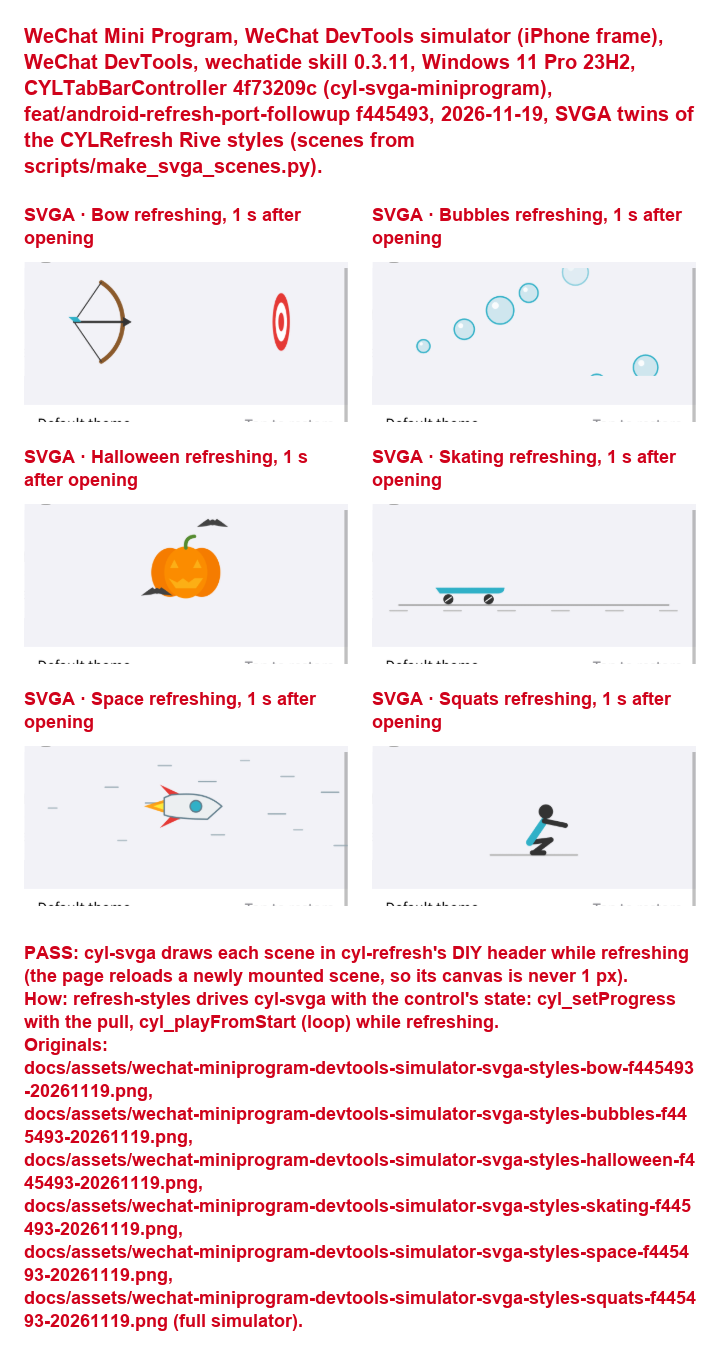 WeChat Mini Program, WeChat DevTools simulator (iPhone frame),
WeChat DevTools, wechatide skill 0.3.11, Windows 11 Pro 23H2,
CYLTabBarController 4f73209c (cyl-svga-miniprogram),
feat/android-refresh-port-followup f445493, 2026-11-19, SVGA twins of
the CYLRefresh Rive styles (scenes from
scripts/make_svga_scenes.py).
SVGA · Bow refreshing, 1 s after
opening
SVGA · Bubbles refreshing, 1 s after
opening
SVGA · Halloween refreshing, 1 s
after opening
SVGA · Skating refreshing, 1 s after
opening
SVGA · Space refreshing, 1 s after
opening
SVGA · Squats refreshing, 1 s after
opening
PASS: cyl-svga draws each scene in cyl-refresh's DIY header while refreshing
(the page reloads a newly mounted scene, so its canvas is never 1 px).
How: refresh-styles drives cyl-svga with the control's state: cyl_setProgress
with the pull, cyl_playFromStart (loop) while refreshing.
Originals:
docs/assets/wechat-miniprogram-devtools-simulator-svga-styles-bow-f445493
-20261119.png,
docs/assets/wechat-miniprogram-devtools-simulator-svga-styles-bubbles-f44
5493-20261119.png,
docs/assets/wechat-miniprogram-devtools-simulator-svga-styles-halloween-f4
45493-20261119.png,
docs/assets/wechat-miniprogram-devtools-simulator-svga-styles-skating-f445
493-20261119.png,
docs/assets/wechat-miniprogram-devtools-simulator-svga-styles-space-f4454
93-20261119.png,
docs/assets/wechat-miniprogram-devtools-simulator-svga-styles-squats-f4454
93-20261119.png (full simulator).